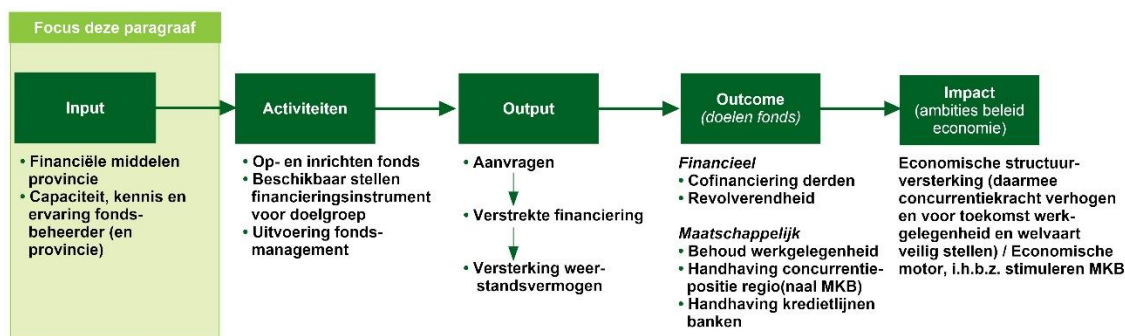 Focus deze paragraaf
Input
• Financiële middelen
provincie
• Capaciteit, kennis en
ervaring fonds-
beheerder (en
provincie)
Activiteiten
• Op- en inrichten fonds
• Beschikbaar stellen
financieringsinstrument
voor doelgroep
• Uitvoering fonds-
management
Output
• Aanvragen
• Verstrekte financiering
• Versterking weer-
standsvermogen
Outcome
(doelen fonds)
Financieel
• Cofinanciering derden
• Revolverendheid
Maatschappelijk
• Behoud werkgelegenheid
• Handhaving concurrentie-
positie regio(naal MKB)
• Handhaving kredietlijnen
banken
Impact
(ambities beleid
economie)
Economische structuur-
versterking (daarmee
concurrentiekracht verhogen
en voor toekomst werk-
gelegenheid en welvaart
veilig stellen) / Economische
motor, i.h.b.z. stimuleren MKB